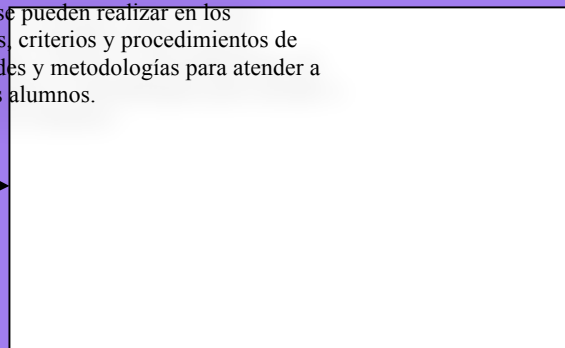 se pueden realizar en los
s, criterios y procedimientos de
des y metodologías para atender a
s alumnos.